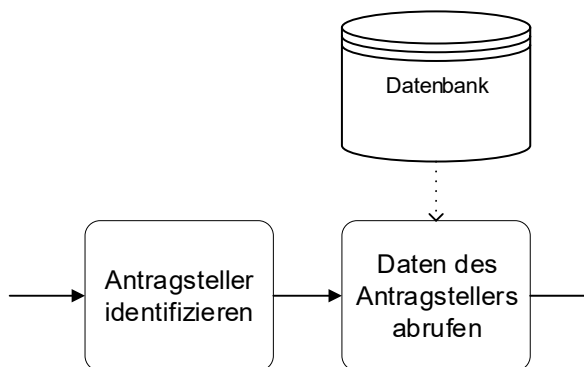 Datenbank
Antragsteller
identifizieren
Daten des
Antragstellers
abrufen